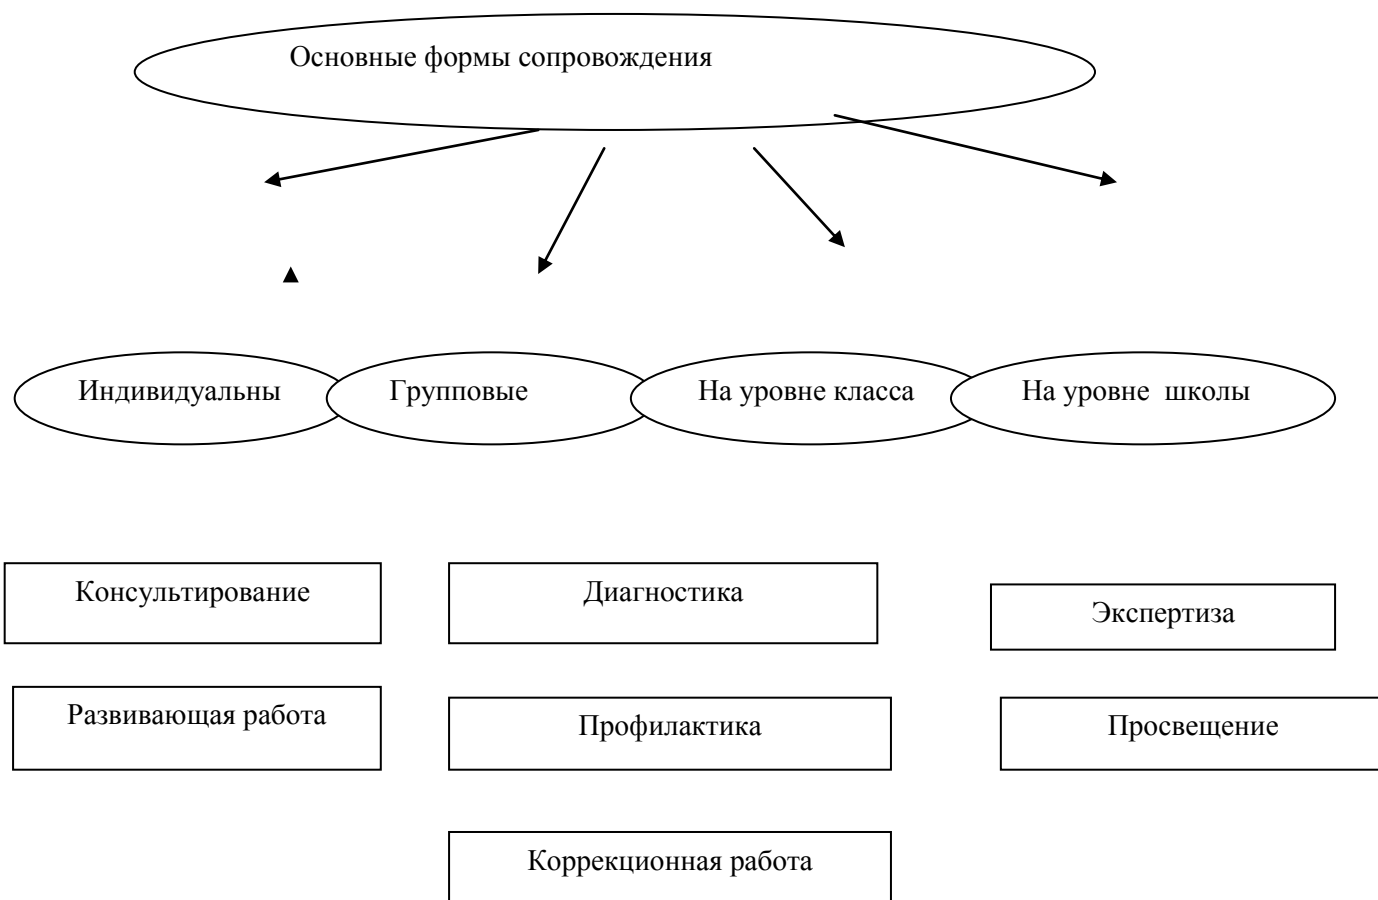 Основные формы сопровождения
Индивидуальны
Групповые
На уровне класса
На уровне школы
Консультирование
Диагностика
Экспертиза
Развивающая работа
Профилактика
Просвещение
Коррекционная работа